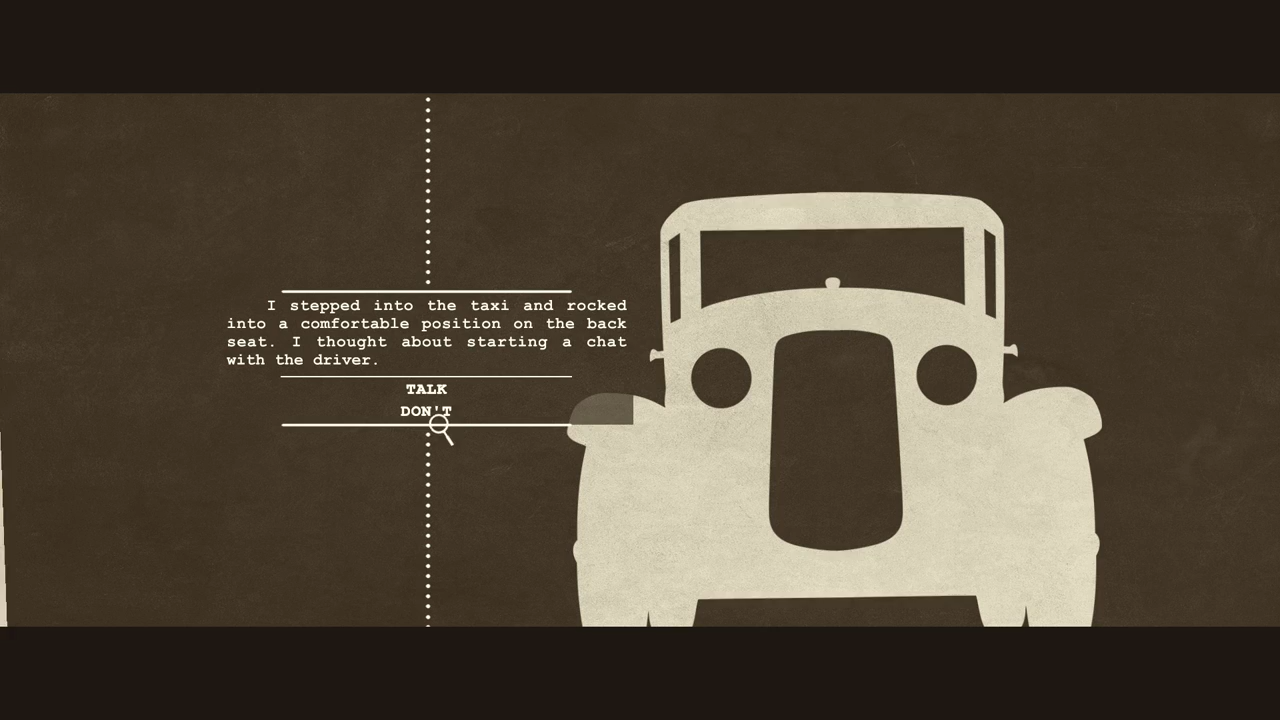 I stepped into the taxi and rocked
into a comfortable position on the back
seat. I thought about starting a chat
with the driver.
TALK
DON'T